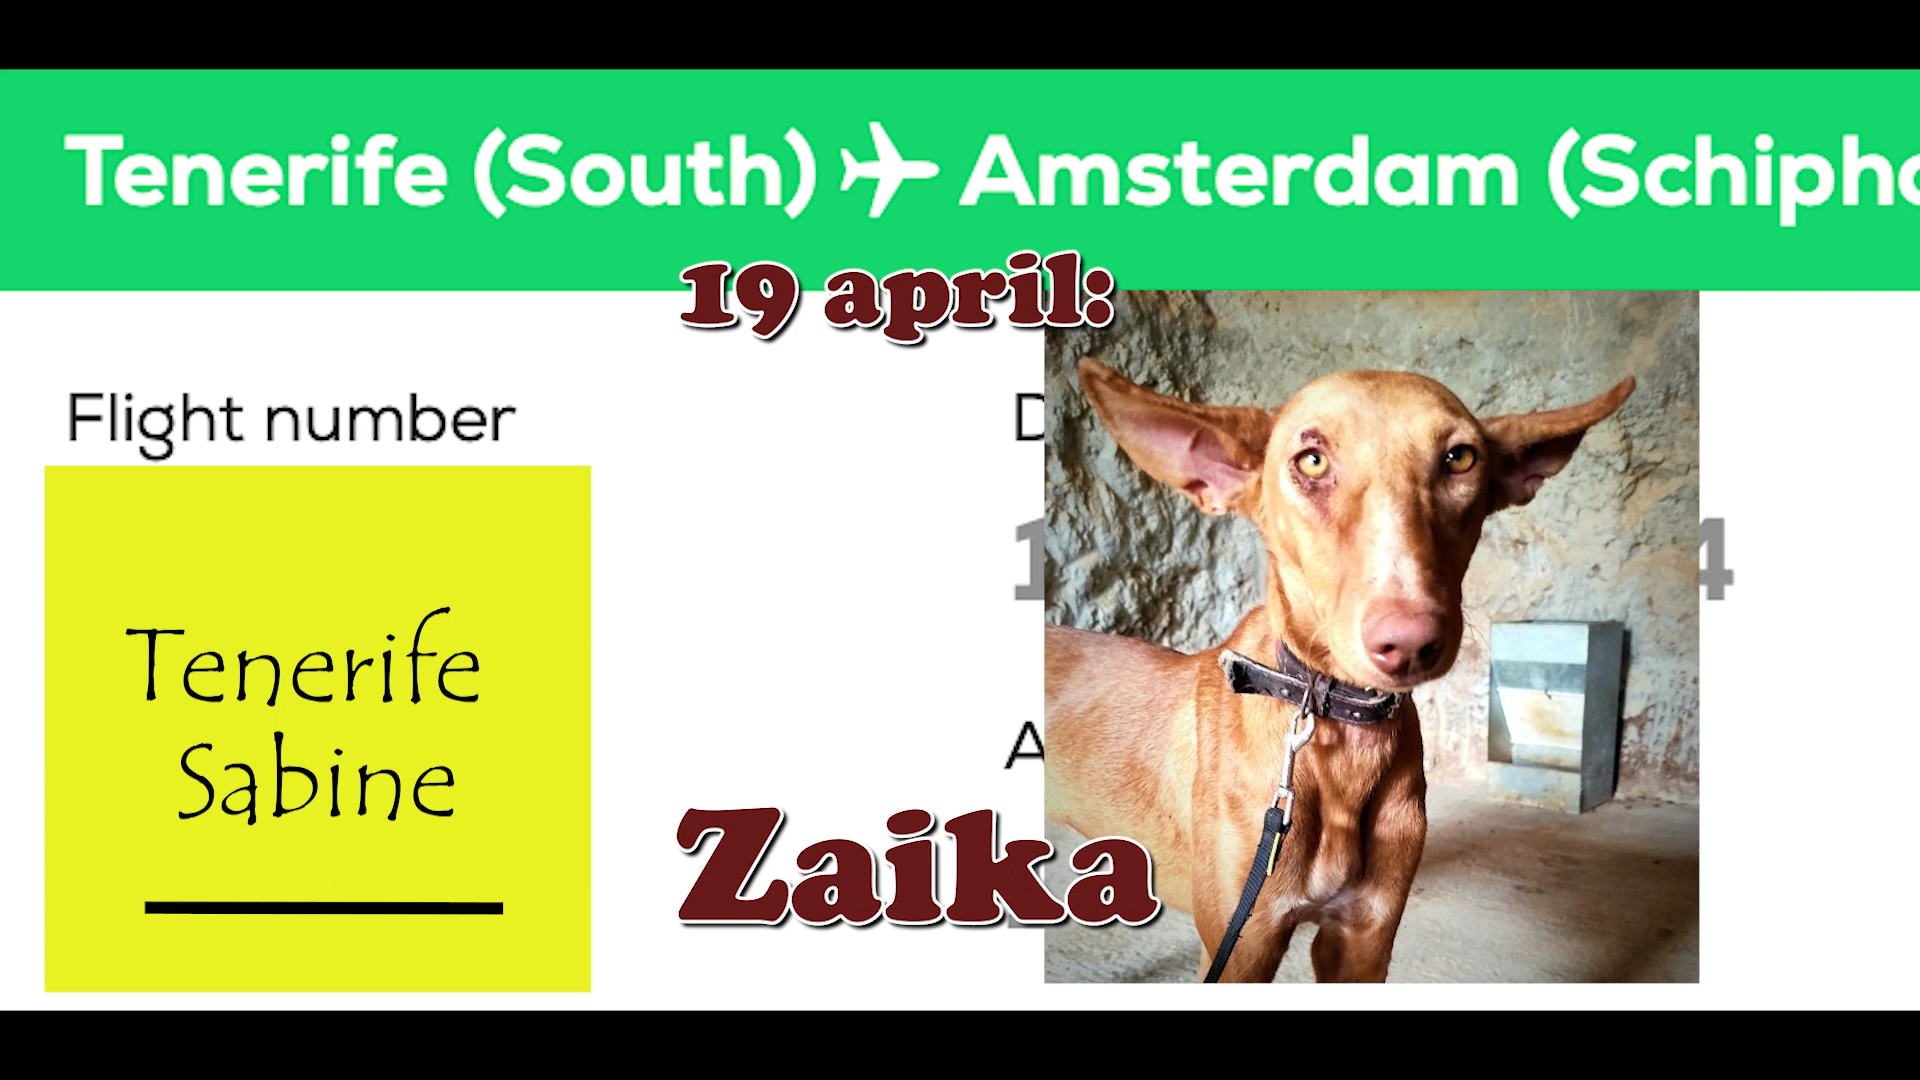 Tenerife (South) Amsterdam (Schipho
19 april:
Flight number
Tenerife
Sabine
Zaika